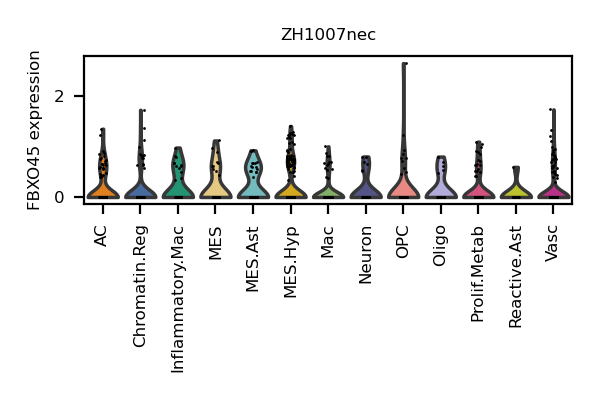 ZH1007nec
FBXO45 expression
2
0
AC
Chromatin.Reg
Inflammatory.Mac
MES
MES.Ast
MES.Hyp
Mac
Neuron
OPC
Oligo
Prolif.Metab
Reactive.Ast
Vasc